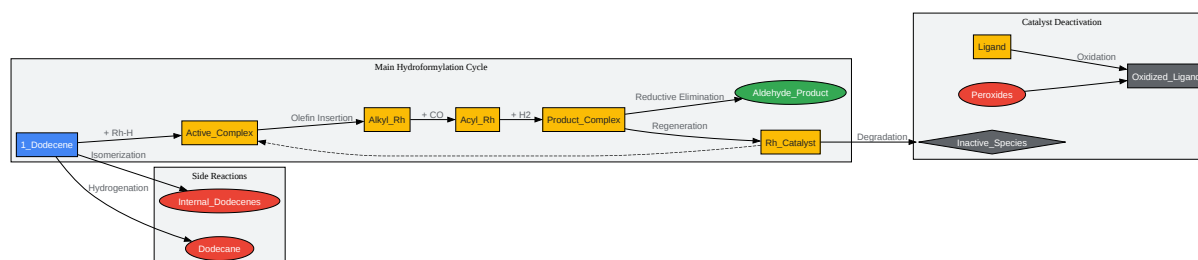 Catalyst Deactivation
Ligand
Oxidation
Oxidized_Ligand
Peroxides
Main Hydroformylation Cycle
Aldehyde_Product
Reductive Elimination
Alkyl_Rh
+ CO
Acyl_Rh
+ H2
Product_Complex
Olefin Insertion
Active_Complex
+ Rh-H
1_Dodecene
Regeneration
Rh_Catalyst
Degradation
Inactive_Species
Isomerization
Hydrogenation
Side Reactions
Internal_Dodecenes
Dodecane